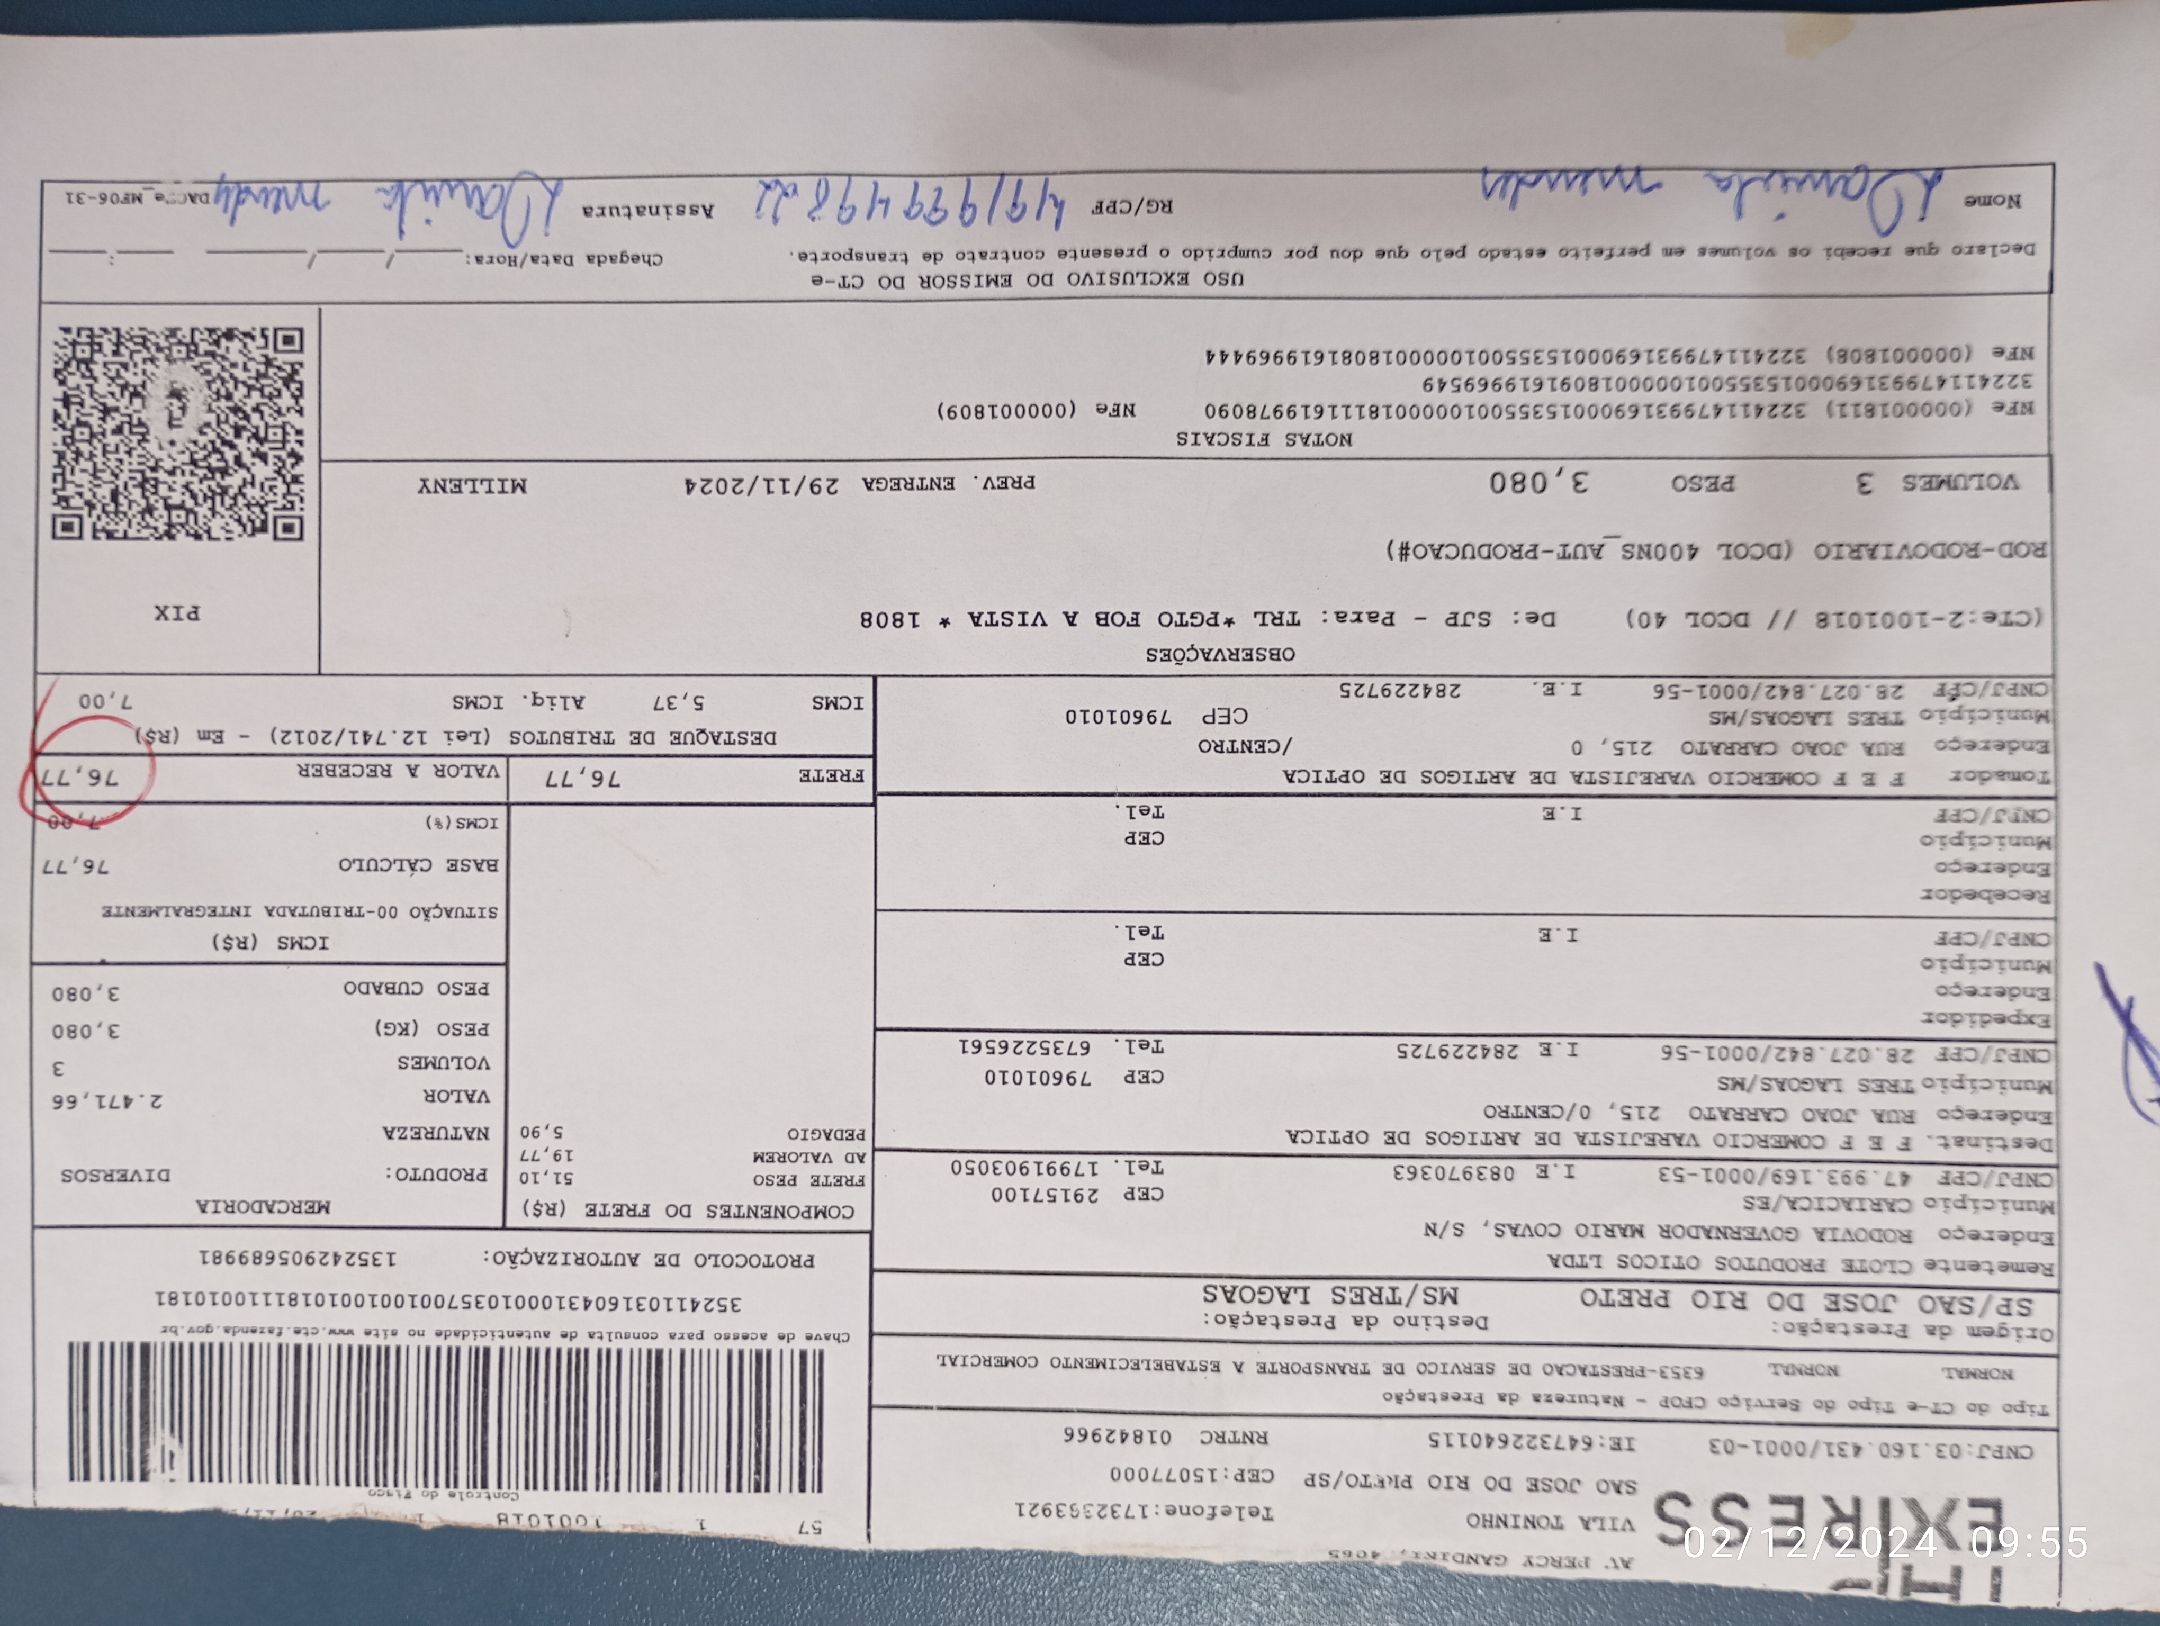 EXPRESS
AV PERCY GANDINI, 4065
VILA TONINHO Telefone:1732363921
SAO JOSE DO RIO PRETO/SP CEP:15077000
CNPJ:03.160.431/0001-03 IE:647322640115 RNTRC 01842966
57 1 1001018
Controle do Fisco
Chave de acesso para consulta de autenticidade no site www.cte.fazenda.gov.br
PROTOCOLO DE AUTORIZAÇÃO: 135242905689981
Tipo do CT-e Tipo do Serviço CFOP - Natureza da Prestação
NORMAL NORMAL 6353-PRESTACAO DE SERVICO DE TRANSPORTE A ESTABELECIMENTO COMERCIAL
Origem da Prestação: Destino da Prestação:
SP/SAO JOSE DO RIO PRETO MS/TRES LAGOAS
Remetente CLOTE PRODUTOS OTICOS LTDA
Endereço RODOVIA GOVERNADOR MARIO COVAS, S/N
Município CARIACICA/ES CEP 29157100
CNPJ/CPF 47.993.169/0001-53 I.E 083970363 Tel. 17991903050
Destinat. F E F COMERCIO VAREJISTA DE ARTIGOS DE OPTICA
Endereço RUA JOAO CARRATO 215, 0/CENTRO
Município TRES LAGOAS/MS CEP 79601010
CNPJ/CPF 28.027.842/0001-56 I.E 284229725 Tel. 6735226561
Expedidor
Endereço
Município CEP
CNPJ/CPF I.E Tel.
Recebedor
Endereço
Município CEP
CNPJ/CPF I.E Tel.
Tomador F E F COMERCIO VAREJISTA DE ARTIGOS DE OPTICA
Endereço RUA JOAO CARRATO 215, 0 /CENTRO
Município TRES LAGOAS/MS CEP 79601010
CNPJ/CPF 28.027.842/0001-56 I.E. 284229725
COMPONENTES DO FRETE (R$)
FRETE PESO 51,10
AD VALOREM 19,77
PEDAGIO 5,90
MERCADORIA
PRODUTO: DIVERSOS
NATUREZA
VALOR 2.471,66
VOLUMES 3
PESO (KG) 3,080
PESO CUBADO 3,080
ICMS (R$)
SITUAÇÃO 00-TRIBUTADA INTEGRALMENTE
BASE CÁLCULO 76,77
ICMS(%) 7,00
FRETE 76,77 VALOR A RECEBER 76,77
DESTAQUE DE TRIBUTOS (Lei 12.741/2012) - Em (R$)
ICMS 5,37 Alíq. ICMS 7,00
OBSERVAÇÕES
(CTe:2-1001018 // DCOL 40) De: SJP - Para: TRL *PGTO FOB A VISTA * 1808
ROD-RODOVIARIO (DCOL 400NS_AUT-PRODUCAO#)
PIX
VOLUMES 3 PESO 3,080 PREV. ENTREGA 29/11/2024 MILLENY
NOTAS FISCAIS
NFe (000001811) 32241147993169000153550010000018111619978090 NFe (000001809)
32241147993169000153550010000018091619969549
NFe (000001808) 32241147993169000153550010000018081619969444
USO EXCLUSIVO DO EMISSOR DO CT-e
Declaro que recebi os volumes em perfeito estado pelo que dou por cumprido o presente contrato de transporte. Chegada Data/Hora: ____/____/____ ___:___
Nome Daniela mendes RG/CPF Assinatura Daniela DACTe_MF06-31
02/12/2024 09:55